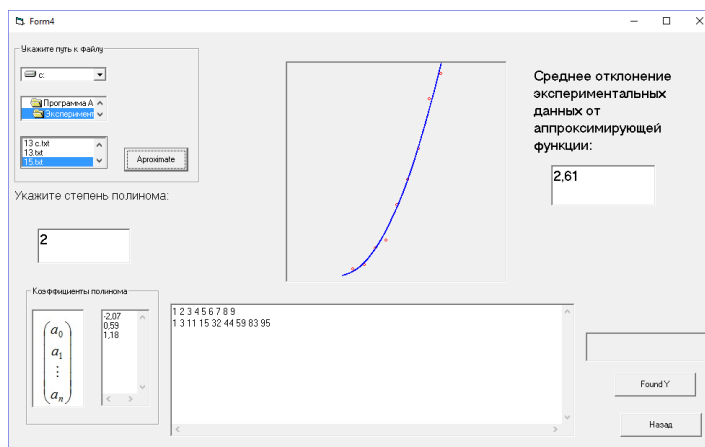 Form4
Укажите путь к файлу
c:
Программа А
Эксперимент
13 c.txt
13.txt
15.txt
Aproximate
Укажите степень полинома:
2
Среднее отклонение
экспериментальных
данных от
аппроксимирующей
функции:
2,61
Коэффициенты полинома
a0
a1
⋮
an
-2,07
0,59
1,18
1 2 3 4 5 6 7 8 9
1 3 11 15 32 44 59 83 95
Found Y
Назад